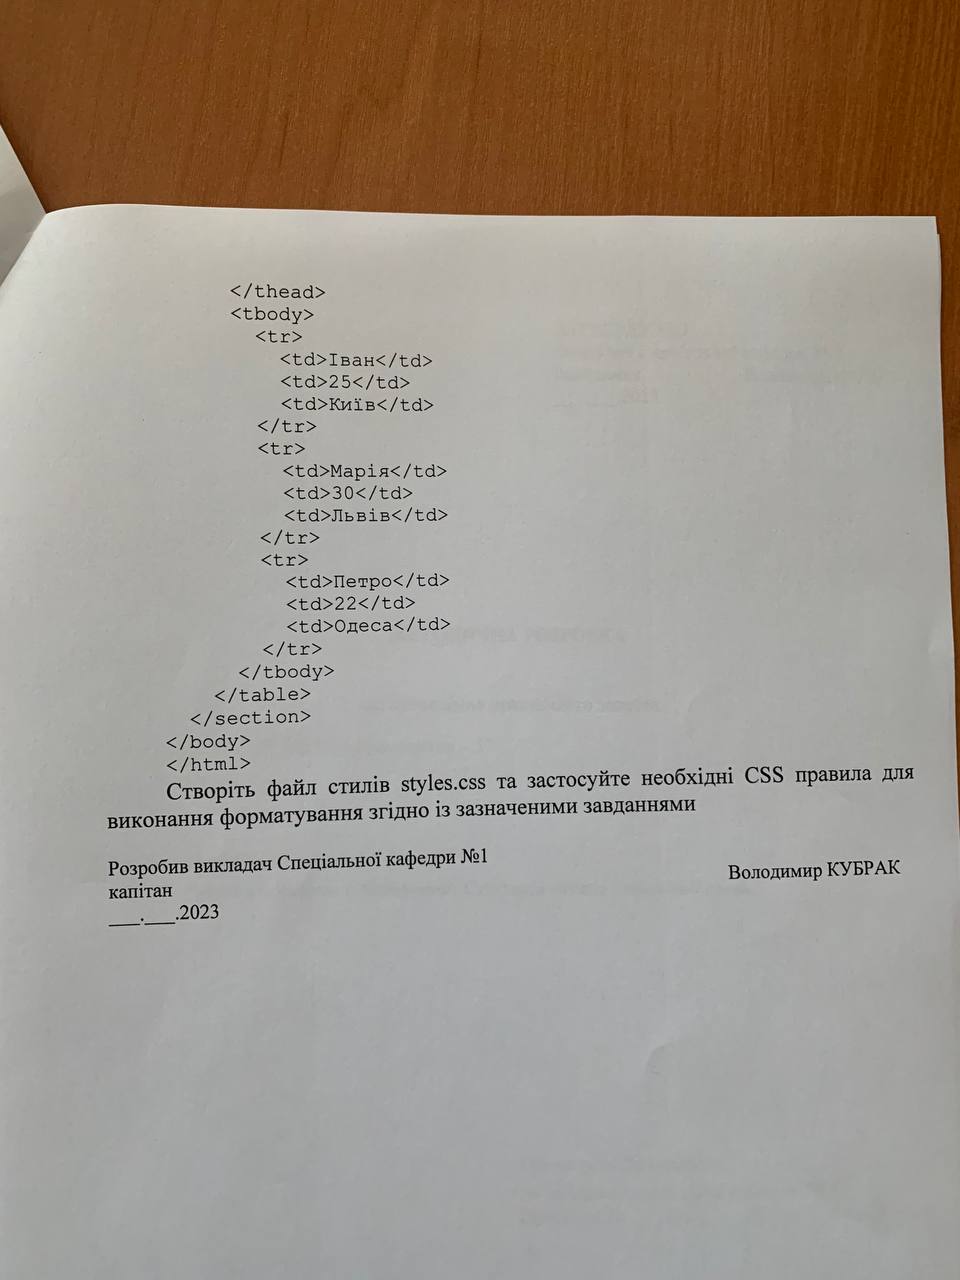 </thead>
<tbody>
<tr>
<td>Іван</td>
<td>25</td>
<td>Київ</td>
</tr>
<tr>
<td>Марія</td>
<td>30</td>
<td>Львів</td>
</tr>
<tr>
<td>Петро</td>
<td>22</td>
<td>Одеса</td>
</tr>
</tbody>
</table>
</section>
</body>
</html>
Створіть файл стилів styles.css та застосуйте необхідні CSS правила для
виконання форматування згідно із зазначеними завданнями
Розробив викладач Спеціальної кафедри №1
капітан Володимир КУБРАК
___.___.2023